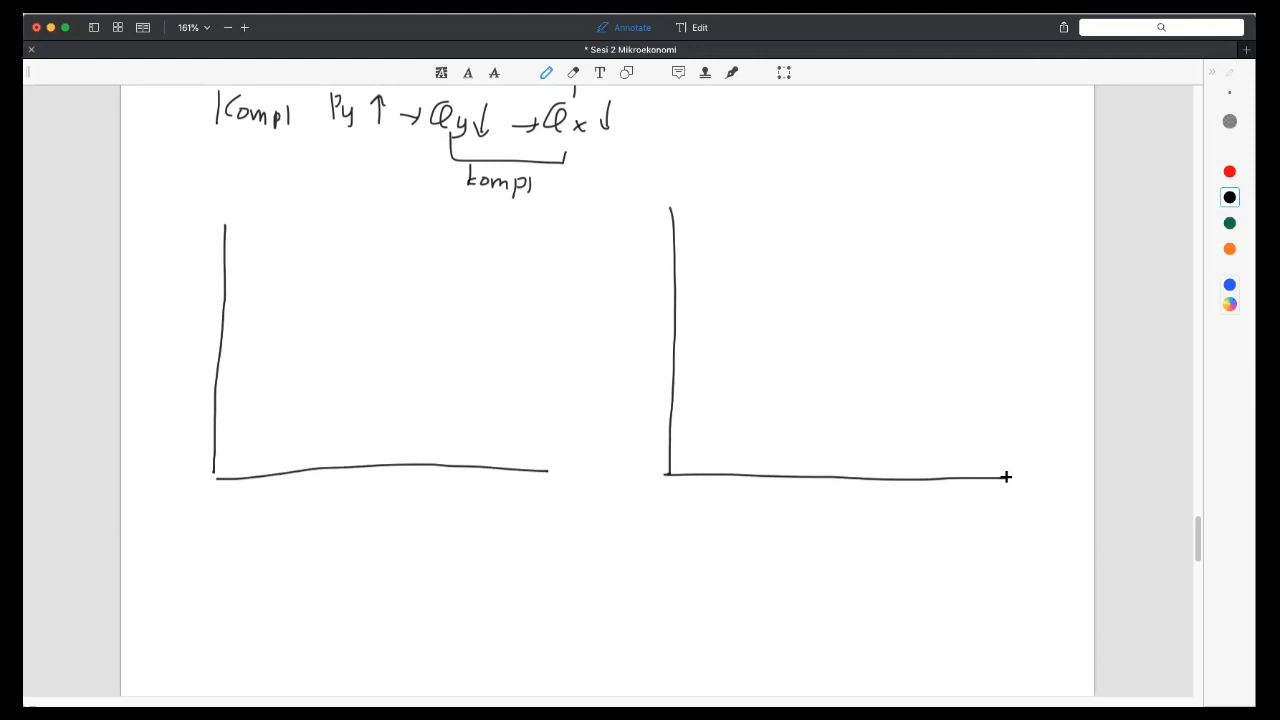 161%
Annotate
Edit
* Sesi 2 Mikroekonomi
Kompl Py ↑ → Qy ↓ → Qx ↓
kompl